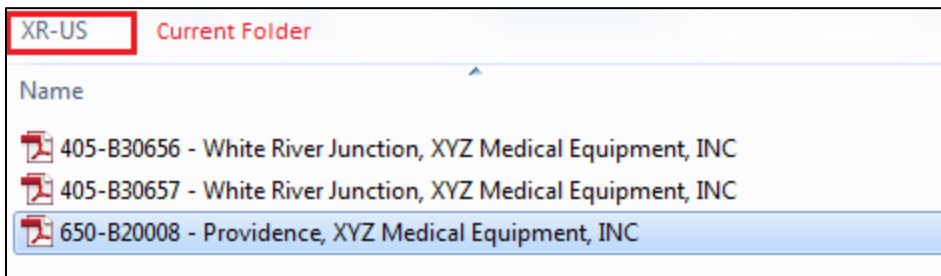 XR-US Current Folder
Name
405-B30656 - White River Junction, XYZ Medical Equipment, INC
405-B30657 - White River Junction, XYZ Medical Equipment, INC
650-B20008 - Providence, XYZ Medical Equipment, INC